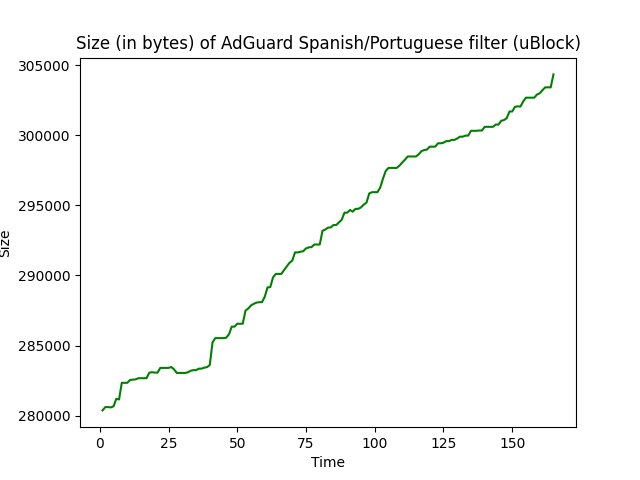 Size (in bytes) of AdGuard Spanish/Portuguese filter (uBlock)
305000
300000
295000
290000
285000
280000
Size
0 25 50 75 100 125 150
Time